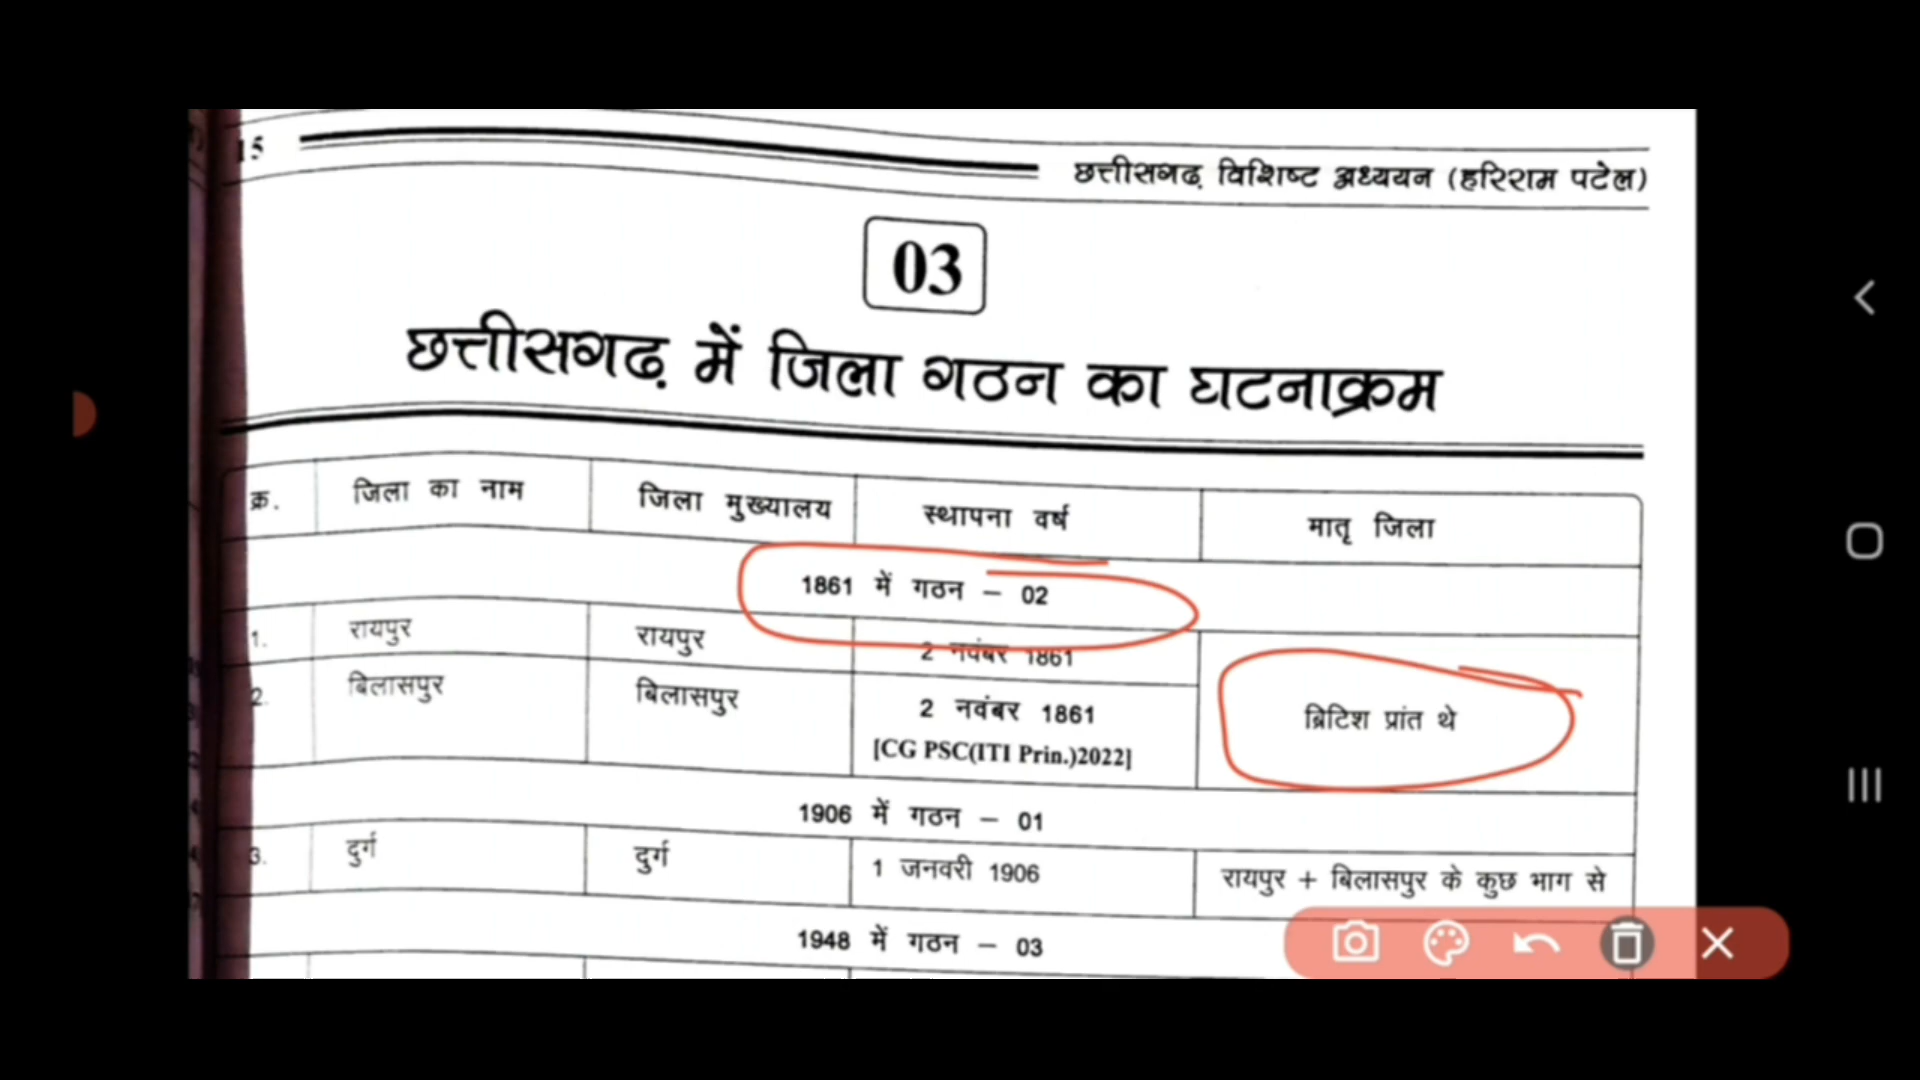 15
छत्तीसगढ़ विशिष्ट अध्ययन (हरिराम पटेल)
03
छत्तीसगढ़ में जिला गठन का घटनाक्रम
क्र. जिला का नाम जिला मुख्यालय स्थापना वर्ष मातृ जिला
1861 में गठन – 02
1. रायपुर रायपुर 2 नवंबर 1861
2. बिलासपुर बिलासपुर 2 नवंबर 1861 ब्रिटिश प्रांत थे
[CG PSC(ITI Prin.)2022]
1906 में गठन – 01
3. दुर्ग दुर्ग 1 जनवरी 1906 रायपुर + बिलासपुर के कुछ भाग से
1948 में गठन – 03